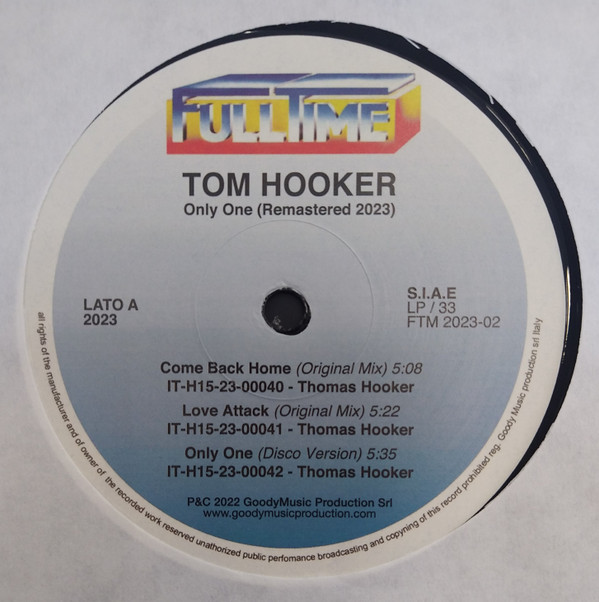 FULLTIME
TOM HOOKER
Only One (Remastered 2023)
LATO A
2023
S.I.A.E
LP / 33
FTM 2023-02
Come Back Home (Original Mix) 5:08
IT-H15-23-00040 - Thomas Hooker
Love Attack (Original Mix) 5:22
IT-H15-23-00041 - Thomas Hooker
Only One (Disco Version) 5:35
IT-H15-23-00042 - Thomas Hooker
P&C 2022 GoodyMusic Production Srl
www.goodymusicproduction.com
all rights of the manufacturer and of owner of the recorded work reserved unathorized public perfomance broadcasting and copyning of this record prohibited reg. Goody Music production srl Italy